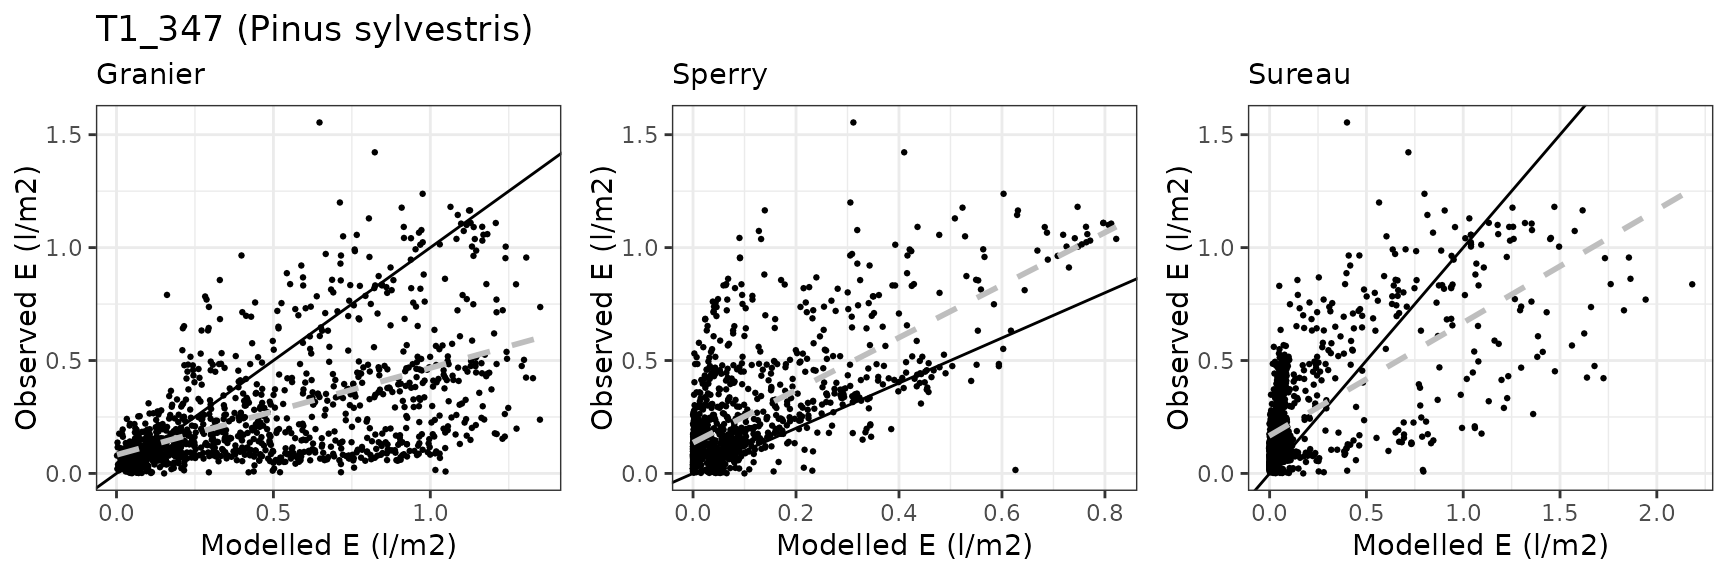 T1_347 (Pinus sylvestris)
Granier
Sperry
Sureau
Observed E (l/m2)
1.5
1.0
0.5
0.0
0.0 0.5 1.0
Modelled E (l/m2)
Observed E (l/m2)
1.5
1.0
0.5
0.0
0.0 0.2 0.4 0.6 0.8
Modelled E (l/m2)
Observed E (l/m2)
1.5
1.0
0.5
0.0
0.0 0.5 1.0 1.5 2.0
Modelled E (l/m2)